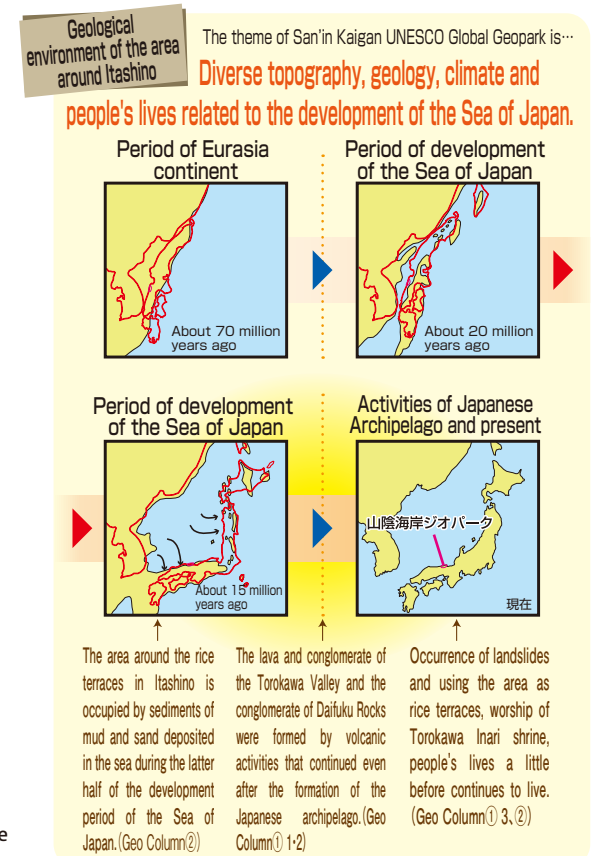 Geological
environment of the area
around Itashino
The theme of San'in Kaigan UNESCO Global Geopark is…
Diverse topography, geology, climate and
people's lives related to the development of the Sea of Japan.
Period of Eurasia
continent
About 70 million
years ago
Period of development
of the Sea of Japan
About 20 million
years ago
Period of development
of the Sea of Japan
About 15 million
years ago
Activities of Japanese
Archipelago and present
山陰海岸ジオパーク
現在
The area around the rice
terraces in Itashino is
occupied by sediments of
mud and sand deposited
in the sea during the latter
half of the development
period of the Sea of
Japan.(Geo Column②)
The lava and conglomerate of
the Torokawa Valley and the
conglomerate of Daifuku Rocks
were formed by volcanic
activities that continued even
after the formation of the
Japanese archipelago.(Geo
Column① 1·2)
Occurrence of landslides
and using the area as
rice terraces, worship of
Torokawa Inari shrine,
people's lives a little
before continues to live.
(Geo Column① 3、②)
e